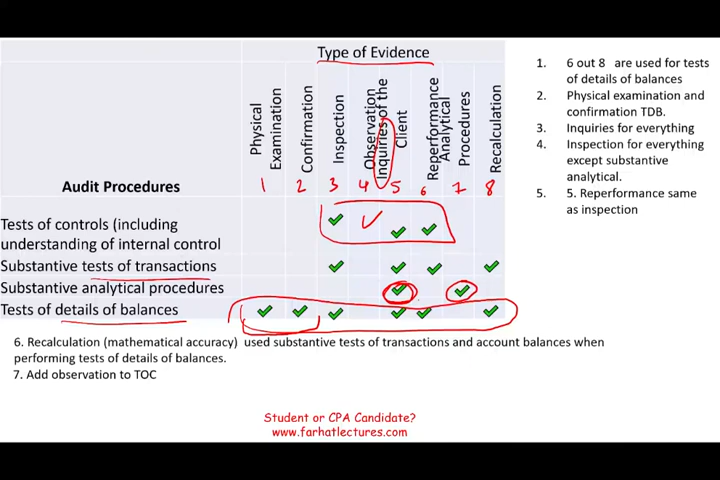 Type of Evidence
Physical
Examination
Confirmation
Inspection
Observation
Inquiries of the
Client
Reperformance
Analytical
Procedures
Recalculation
Audit Procedures
1 2 3 4 5 6 7 8
Tests of controls (including
understanding of internal control
Substantive tests of transactions
Substantive analytical procedures
Tests of details of balances
1. 6 out 8 are used for tests
of details of balances
2. Physical examination and
confirmation TDB.
3. Inquiries for everything
4. Inspection for everything
except substantive
analytical.
5. 5. Reperformance same
as inspection
6. Recalculation (mathematical accuracy) used substantive tests of transactions and account balances when
performing tests of details of balances.
7. Add observation to TOC
Student or CPA Candidate?
www.farhatlectures.com